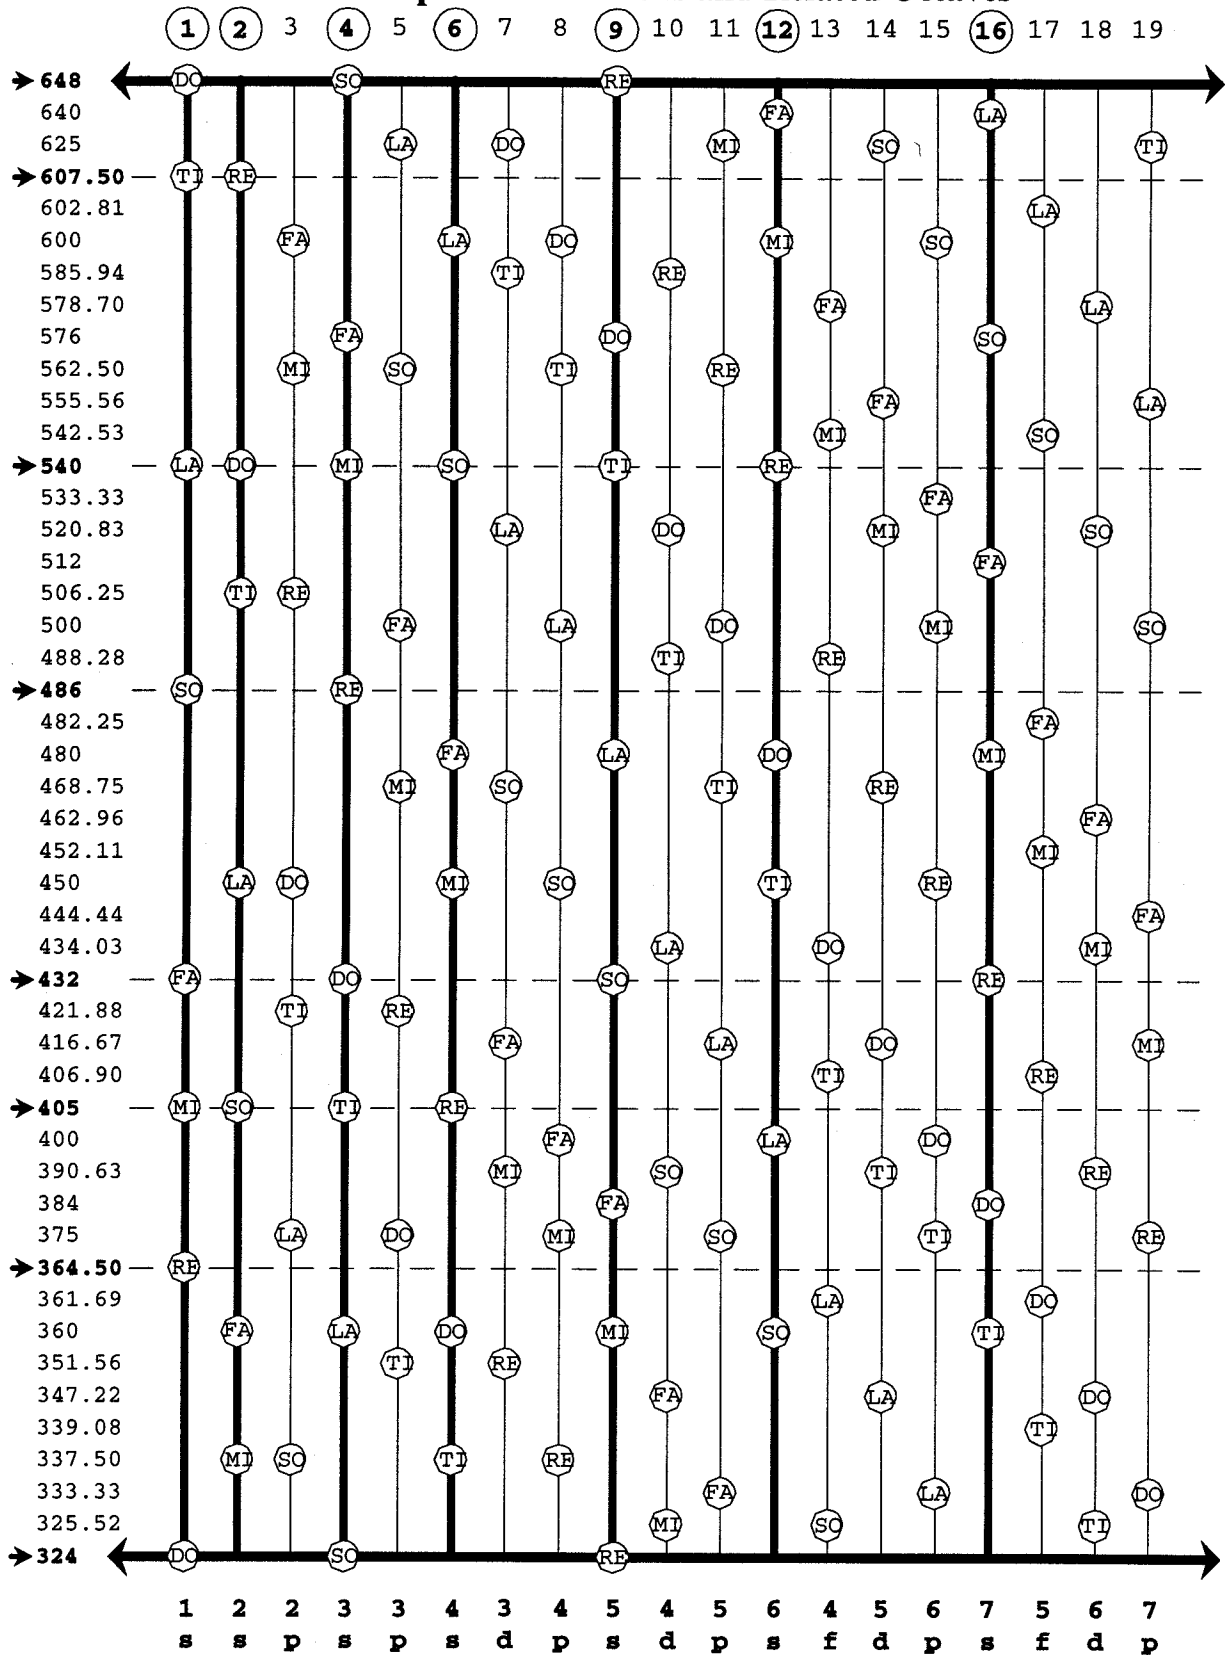 1 2 3 4 5 6 7 8 9 10 11 12 13 14 15 16 17 18 19
648 DO SO RE
640 FA LA
625 LA DO MI SO TI
607.50 TI RE
602.81 LA
600 FA LA DO MI SO
585.94 TI RE
578.70 FA LA
576 FA DO SO
562.50 MI SO TI RE
555.56 FA LA
542.53 MI SO
540 LA DO MI SO TI RE
533.33 FA
520.83 LA DO MI SO
512 FA
506.25 TI RE
500 FA LA DO MI SO
488.28 TI RE
486 SO RE
482.25 FA
480 FA LA DO MI
468.75 MI SO TI RE
462.96 FA
452.11 MI
450 LA DO MI SO TI RE
444.44 FA
434.03 LA DO MI
432 FA DO SO RE
421.88 TI RE
416.67 FA LA DO MI
406.90 TI RE
405 MI SO TI RE
400 FA LA DO
390.63 MI SO TI RE
384 FA DO
375 LA DO MI SO TI RE
364.50 RE
361.69 LA DO
360 FA LA DO MI SO TI
351.56 TI RE
347.22 FA LA DO
339.08 TI
337.50 MI SO TI RE
333.33 FA LA DO
325.52 MI SO TI
324 DO SO RE
1 2 2 3 3 4 3 4 5 4 5 6 4 5 6 7 5 6 7
s s p s p s d p s d p s f d p s f d p